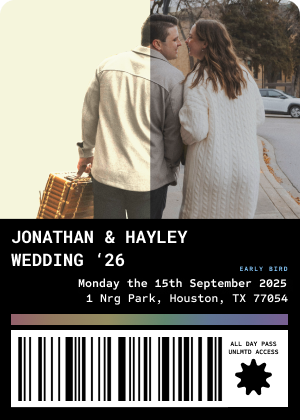 JONATHAN & HAYLEY
WEDDING '26
EARLY BIRD
Monday the 15th September 2025
1 Nrg Park, Houston, TX 77054
ALL DAY PASS
UNLMTD ACCESS